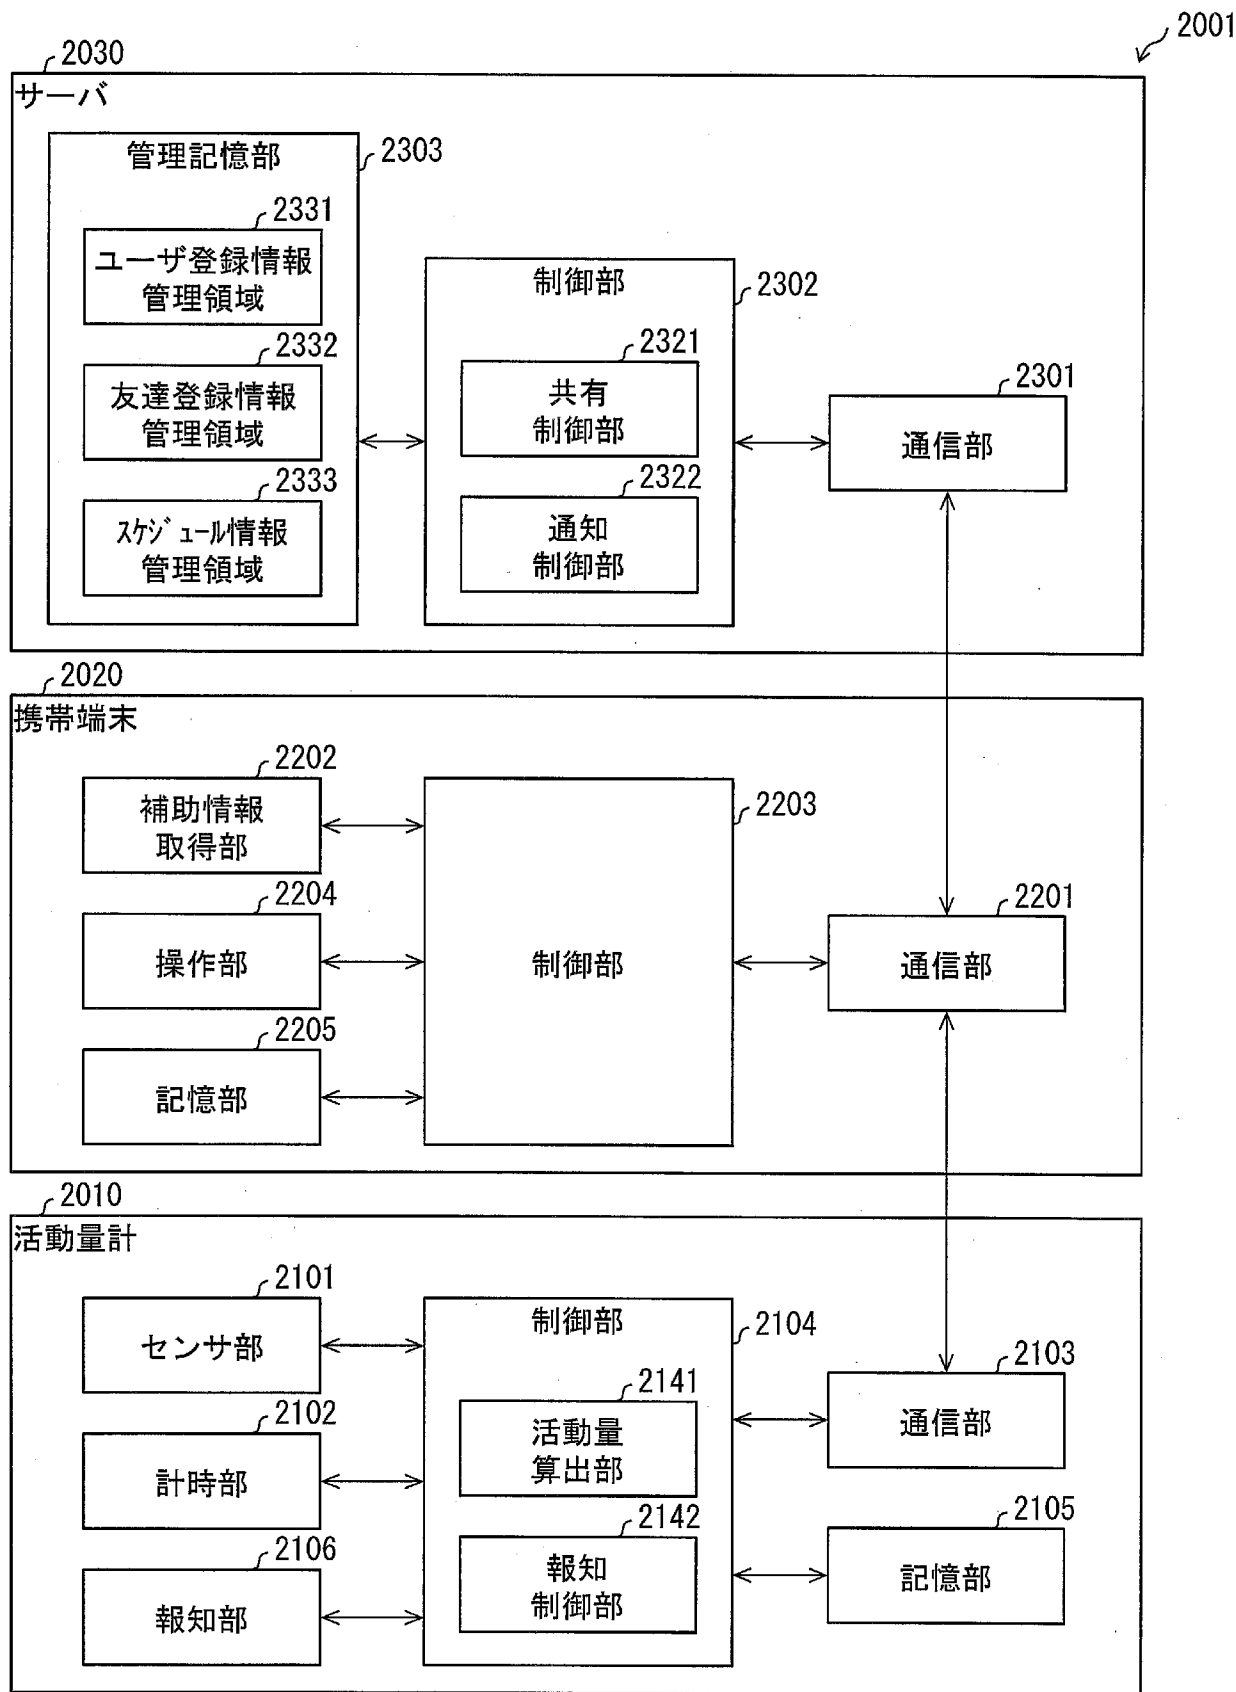 2001
2030
サーバ
管理記憶部
2303
2331
ユーザ登録情報
管理領域
2332
友達登録情報
管理領域
2333
スケジュール情報
管理領域
制御部
2302
2321
共有
制御部
2322
通知
制御部
2301
通信部
2020
携帯端末
2202
補助情報
取得部
2204
操作部
2205
記憶部
制御部
2203
2201
通信部
2010
活動量計
2101
センサ部
2102
計時部
2106
報知部
制御部
2104
2141
活動量
算出部
2142
報知
制御部
2103
通信部
2105
記憶部